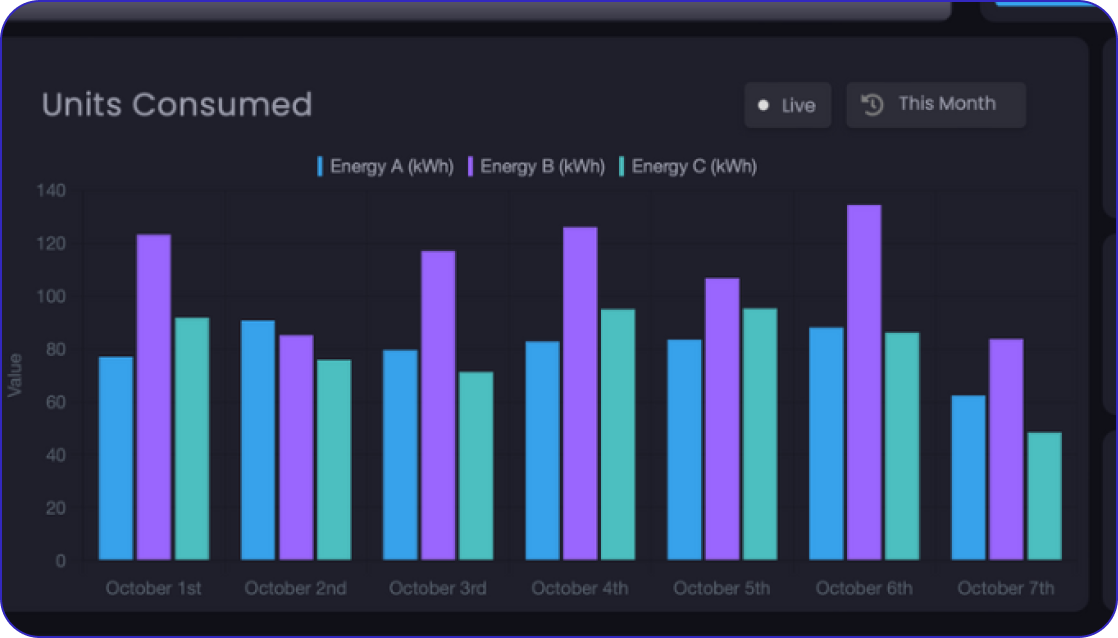 Units Consumed
Live
This Month
Energy A (kWh) Energy B (kWh) Energy C (kWh)
140
120
100
80
60
40
20
0
Value
October 1st October 2nd October 3rd October 4th October 5th October 6th October 7th